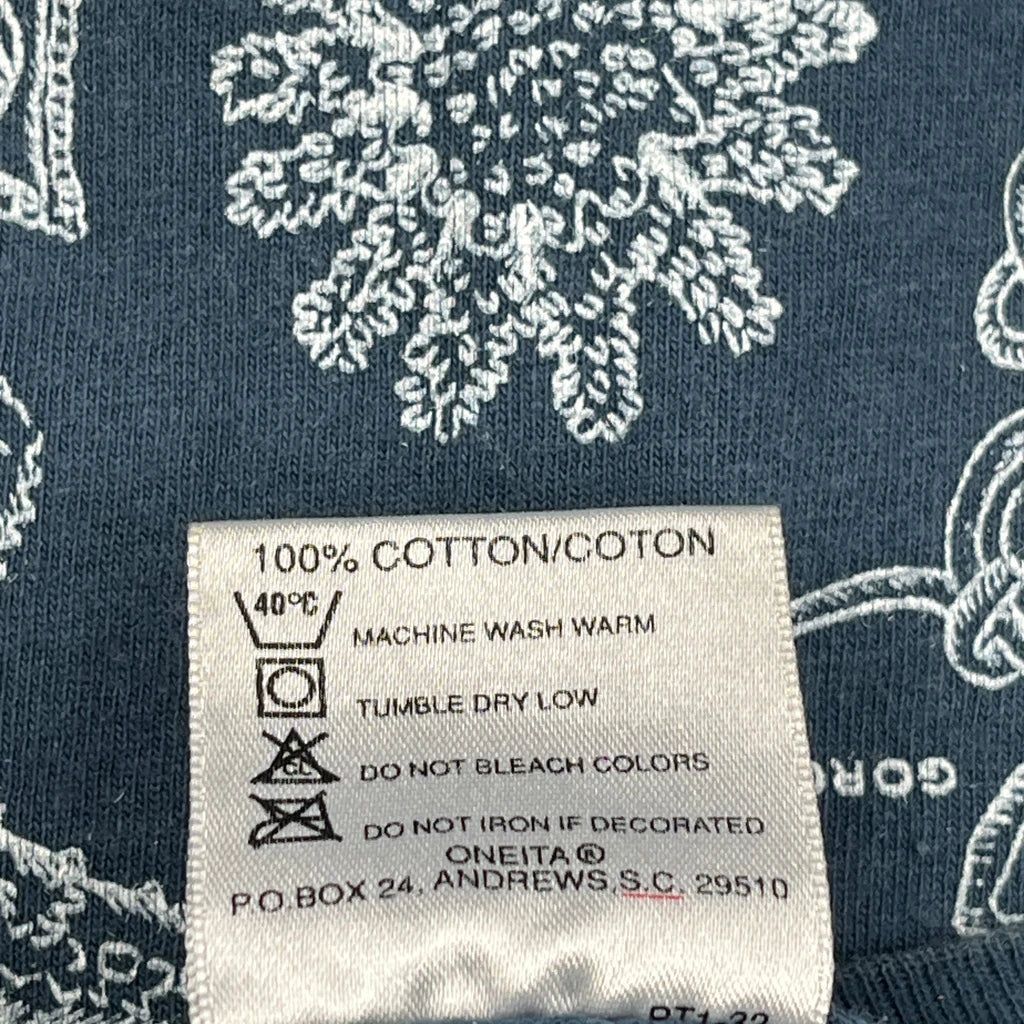 100% COTTON/COTON
40°C
MACHINE WASH WARM
TUMBLE DRY LOW
CL
DO NOT BLEACH COLORS
DO NOT IRON IF DECORATED
ONEITA®
P.O.BOX 24, ANDREWS,S.C. 29510